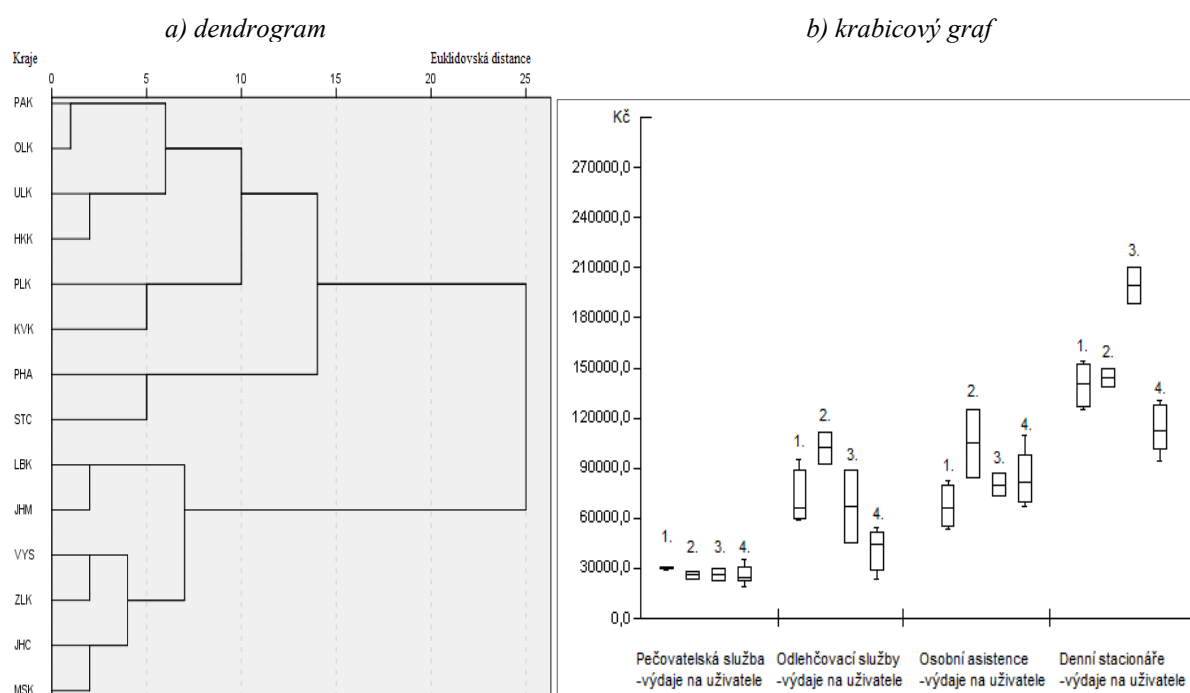 a) dendrogram
Kraje
Euklidovská distance
0 5 10 15 20 25
PAK
OLK
ULK
HKK
PLK
KVK
PHA
STC
LBK
JHM
VYS
ZLK
JHC
MSK
b) krabicový graf
Kč
270000,0
240000,0
210000,0
180000,0
150000,0
120000,0
90000,0
60000,0
30000,0
0,0
1. 2. 3. 4.
1. 2. 3. 4.
1. 2. 3. 4.
1. 2. 3. 4.
Pečovatelská služba
-výdaje na uživatele
Odlehčovací služby
-výdaje na uživatele
Osobní asistence
-výdaje na uživatele
Denní stacionáře
-výdaje na uživatele